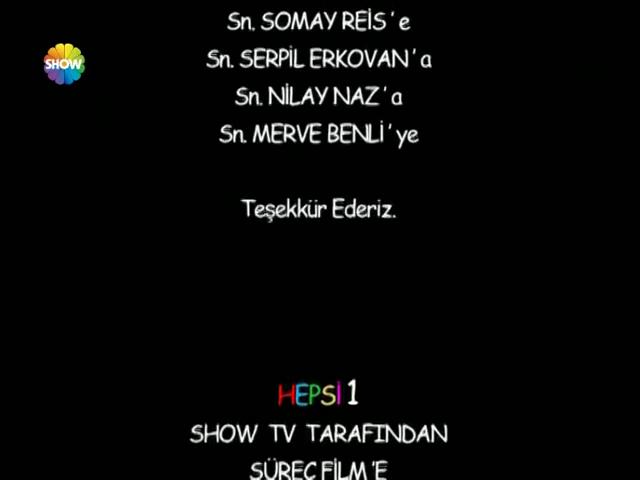 Sn. SOMAY REİS ' e
SHOW
Sn. SERPİL ERKOVAN ' a
Sn. NİLAY NAZ ' a
Sn. MERVE BENLİ ' ye
Teşekkür Ederiz.
HEPSİ 1
SHOW TV TARAFINDAN
SÜREÇ FİLM 'E